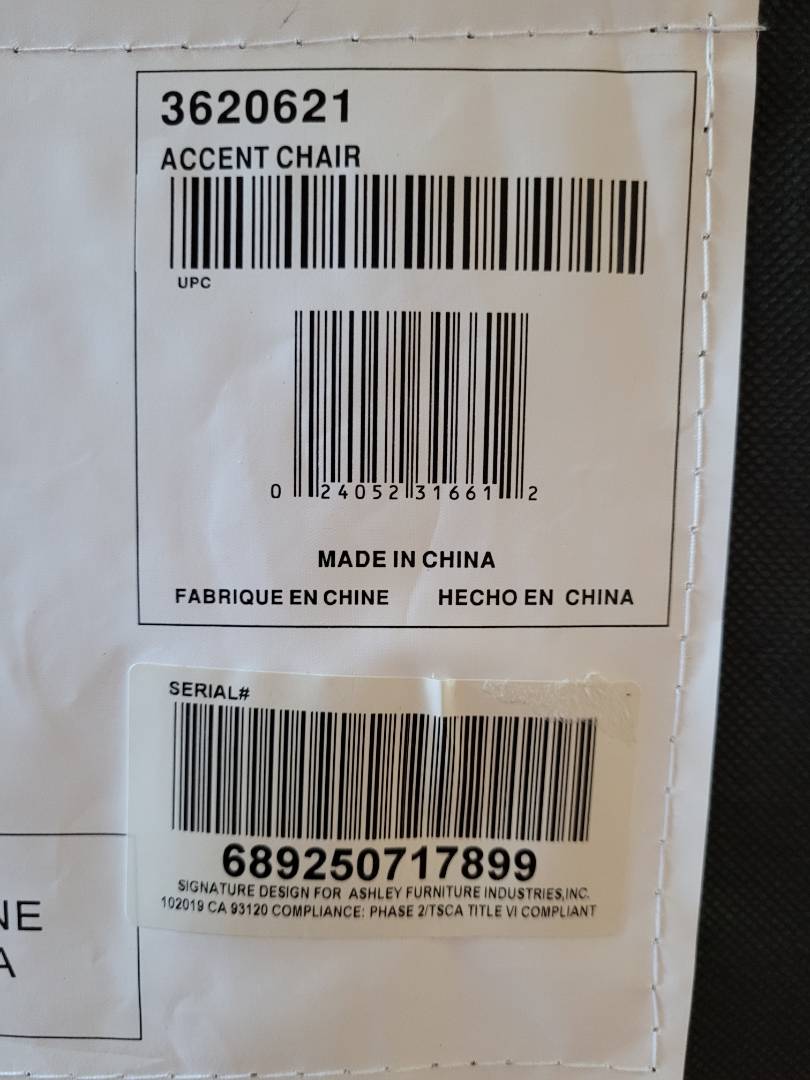 3620621
ACCENT CHAIR
UPC
0 24052 31661 2
MADE IN CHINA
FABRIQUE EN CHINE HECHO EN CHINA
SERIAL#
689250717899
SIGNATURE DESIGN FOR ASHLEY FURNITURE INDUSTRIES,INC.
102019 CA 93120 COMPLIANCE: PHASE 2/TSCA TITLE VI COMPLIANT
NE
A